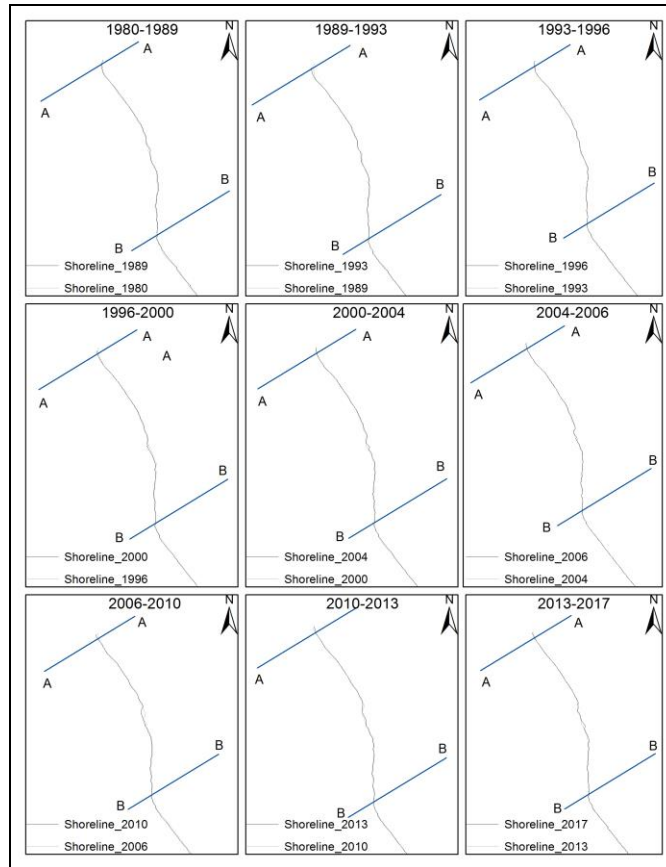 1980-1989
N
A
A
B
B
Shoreline_1989
Shoreline_1980
1989-1993
N
A
A
B
B
Shoreline_1993
Shoreline_1989
1993-1996
N
A
A
B
B
Shoreline_1996
Shoreline_1993
1996-2000
N
A
A
A
B
B
Shoreline_2000
Shoreline_1996
2000-2004
N
A
A
B
B
Shoreline_2004
Shoreline_2000
2004-2006
N
A
A
B
B
Shoreline_2006
Shoreline_2004
2006-2010
N
A
A
B
B
Shoreline_2010
Shoreline_2006
2010-2013
N
A
B
B
Shoreline_2013
Shoreline_2010
2013-2017
N
A
A
B
B
Shoreline_2017
Shoreline_2013